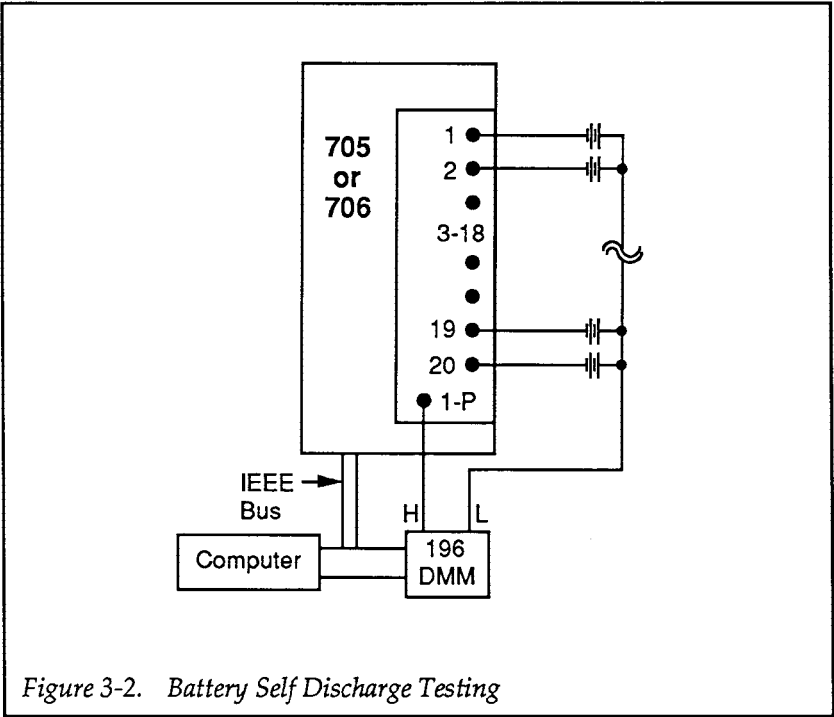 705
or
706
1
2
3-18
19
20
1-P
IEEE
Bus
H
L
Computer
196
DMM
Figure 3-2. Battery Self Discharge Testing